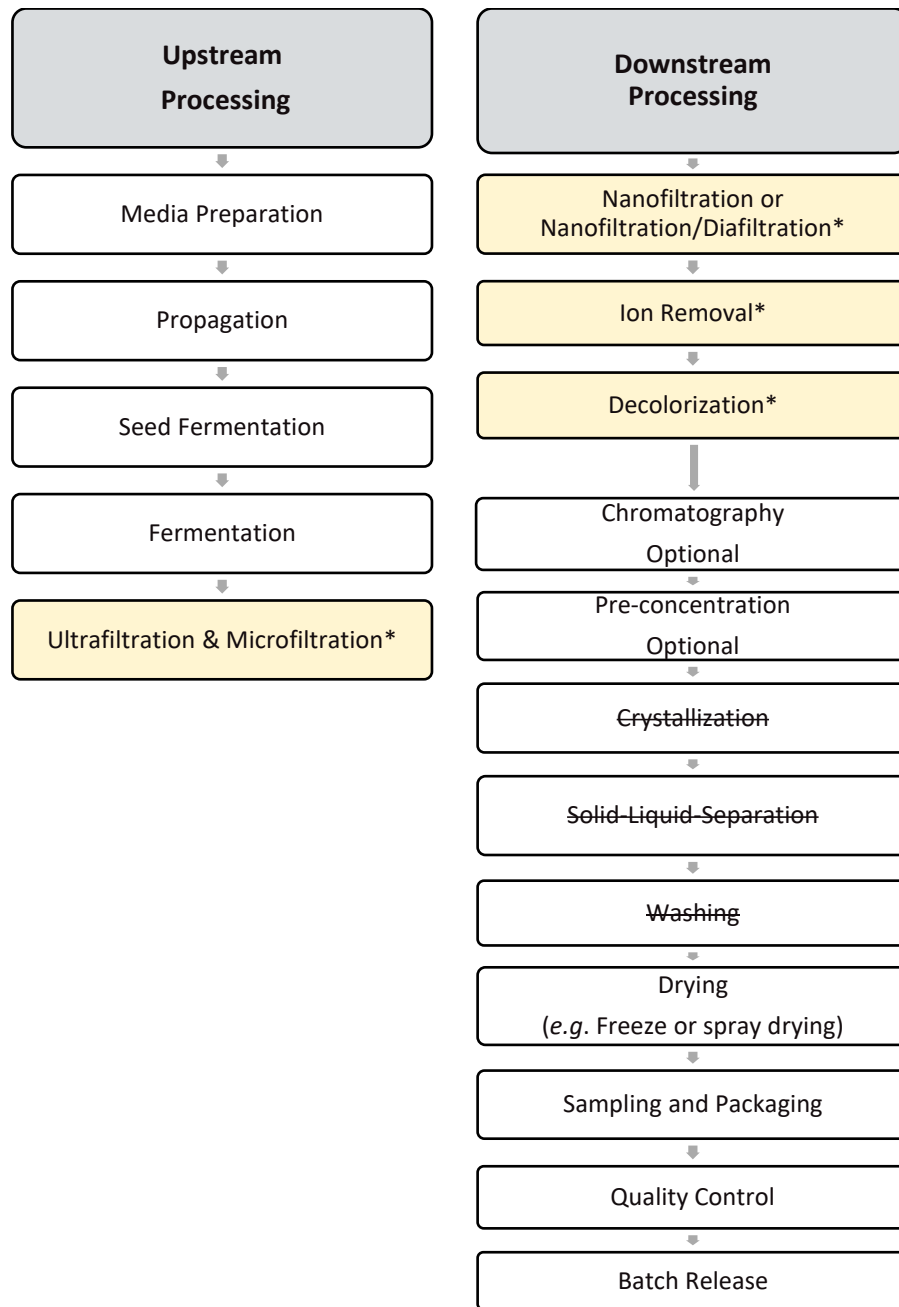 Upstream
Processing
Media Preparation
Propagation
Seed Fermentation
Fermentation
Ultrafiltration & Microfiltration*
Downstream
Processing
Nanofiltration or
Nanofiltration/Diafiltration*
Ion Removal*
Decolorization*
Chromatography
Optional
Pre-concentration
Optional
Crystallization
Solid-Liquid-Separation
Washing
Drying
(e.g. Freeze or spray drying)
Sampling and Packaging
Quality Control
Batch Release